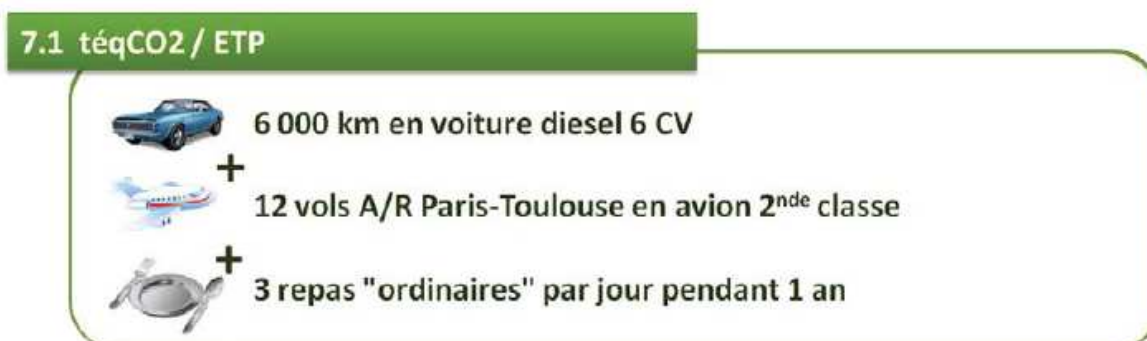 7.1 téqCO2 / ETP
6 000 km en voiture diesel 6 CV
+
12 vols A/R Paris-Toulouse en avion 2nde classe
+
3 repas "ordinaires" par jour pendant 1 an